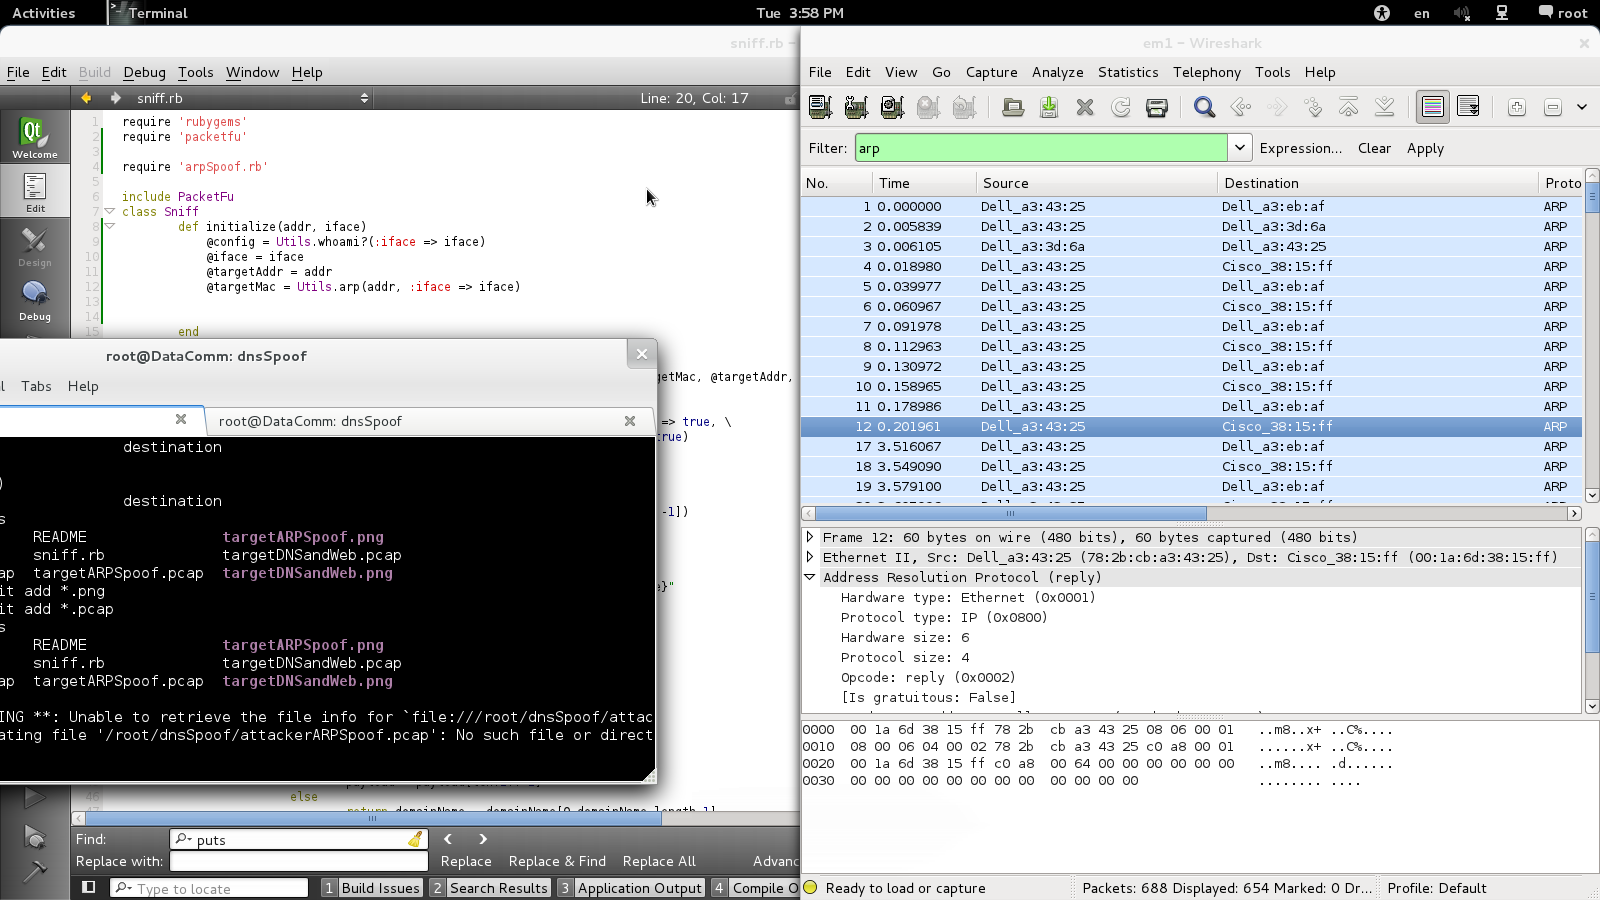 Activities
Terminal
Tue 3:58 PM
en
root
sniff.rb –
File Edit Build Debug Tools Window Help
sniff.rb
Line: 20, Col: 17
Welcome
Edit
Design
Debug
1 require 'rubygems'
2 require 'packetfu'
3
4 require 'arpSpoof.rb'
5
6 include PacketFu
7 class Sniff
8 def initialize(addr, iface)
9 @config = Utils.whoami?(:iface => iface)
10 @iface = iface
11 @targetAddr = addr
12 @targetMac = Utils.arp(addr, :iface => iface)
13
14
15 end
getMac, @targetAddr,
=> true, \
true)
-1])
}"
46 else
Find: puts
Replace with:
Replace Replace & Find Replace All Advanc
Type to locate
1 Build Issues 2 Search Results 3 Application Output 4 Compile O
root@DataComm: dnsSpoof
l Tabs Help
root@DataComm: dnsSpoof
destination
)
destination
s
README targetARPSpoof.png
sniff.rb targetDNSandWeb.pcap
ap targetARPSpoof.pcap targetDNSandWeb.png
it add *.png
it add *.pcap
s
README targetARPSpoof.png
sniff.rb targetDNSandWeb.pcap
ap targetARPSpoof.pcap targetDNSandWeb.png
ING **: Unable to retrieve the file info for `file:///root/dnsSpoof/attac
ating file '/root/dnsSpoof/attackerARPSpoof.pcap': No such file or direct
em1 – Wireshark
File Edit View Go Capture Analyze Statistics Telephony Tools Help
Filter: arp Expression... Clear Apply
No. Time Source Destination Proto
1 0.000000 Dell_a3:43:25 Dell_a3:eb:af ARP
2 0.005839 Dell_a3:43:25 Dell_a3:3d:6a ARP
3 0.006105 Dell_a3:3d:6a Dell_a3:43:25 ARP
4 0.018980 Dell_a3:43:25 Cisco_38:15:ff ARP
5 0.039977 Dell_a3:43:25 Dell_a3:eb:af ARP
6 0.060967 Dell_a3:43:25 Cisco_38:15:ff ARP
7 0.091978 Dell_a3:43:25 Dell_a3:eb:af ARP
8 0.112963 Dell_a3:43:25 Cisco_38:15:ff ARP
9 0.130972 Dell_a3:43:25 Dell_a3:eb:af ARP
10 0.158965 Dell_a3:43:25 Cisco_38:15:ff ARP
11 0.178986 Dell_a3:43:25 Dell_a3:eb:af ARP
12 0.201961 Dell_a3:43:25 Cisco_38:15:ff ARP
17 3.516067 Dell_a3:43:25 Dell_a3:eb:af ARP
18 3.549090 Dell_a3:43:25 Cisco_38:15:ff ARP
19 3.579100 Dell_a3:43:25 Dell_a3:eb:af ARP
Frame 12: 60 bytes on wire (480 bits), 60 bytes captured (480 bits)
Ethernet II, Src: Dell_a3:43:25 (78:2b:cb:a3:43:25), Dst: Cisco_38:15:ff (00:1a:6d:38:15:ff)
Address Resolution Protocol (reply)
Hardware type: Ethernet (0x0001)
Protocol type: IP (0x0800)
Hardware size: 6
Protocol size: 4
Opcode: reply (0x0002)
[Is gratuitous: False]
0000 00 1a 6d 38 15 ff 78 2b cb a3 43 25 08 06 00 01 ..m8..x+ ..C%....
0010 08 00 06 04 00 02 78 2b cb a3 43 25 c0 a8 00 01 ......x+ ..C%....
0020 00 1a 6d 38 15 ff c0 a8 00 64 00 00 00 00 00 00 ..m8.... .d......
0030 00 00 00 00 00 00 00 00 00 00 00 00 ........ ....
Ready to load or capture
Packets: 688 Displayed: 654 Marked: 0 Dr...
Profile: Default